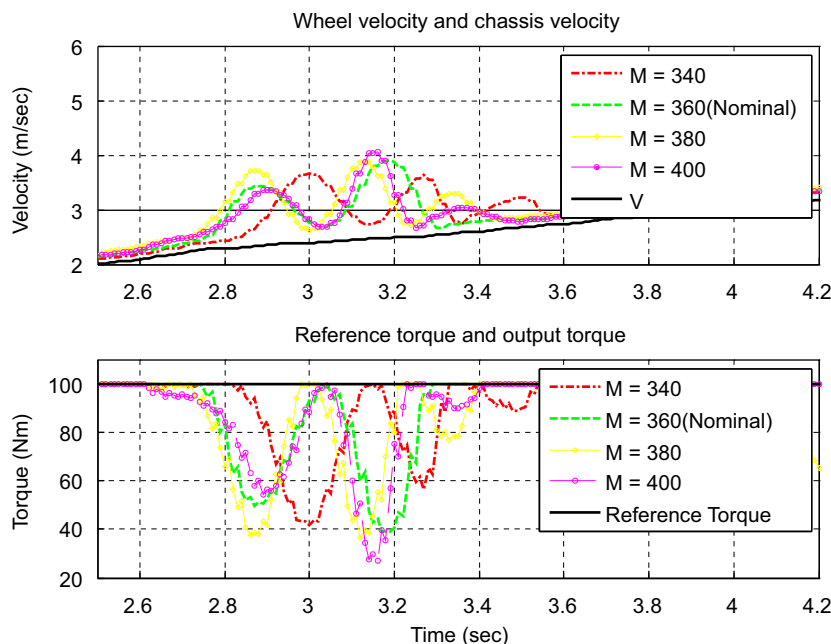 Wheel velocity and chassis velocity
Velocity (m/sec)
6
5
4
3
2
M = 340
M = 360(Nominal)
M = 380
M = 400
V
2.6 2.8 3 3.2 3.4 3.6 3.8 4 4.2
Reference torque and output torque
Torque (Nm)
100
80
60
40
20
M = 340
M = 360(Nominal)
M = 380
M = 400
Reference Torque
2.6 2.8 3 3.2 3.4 3.6 3.8 4 4.2
Time (sec)